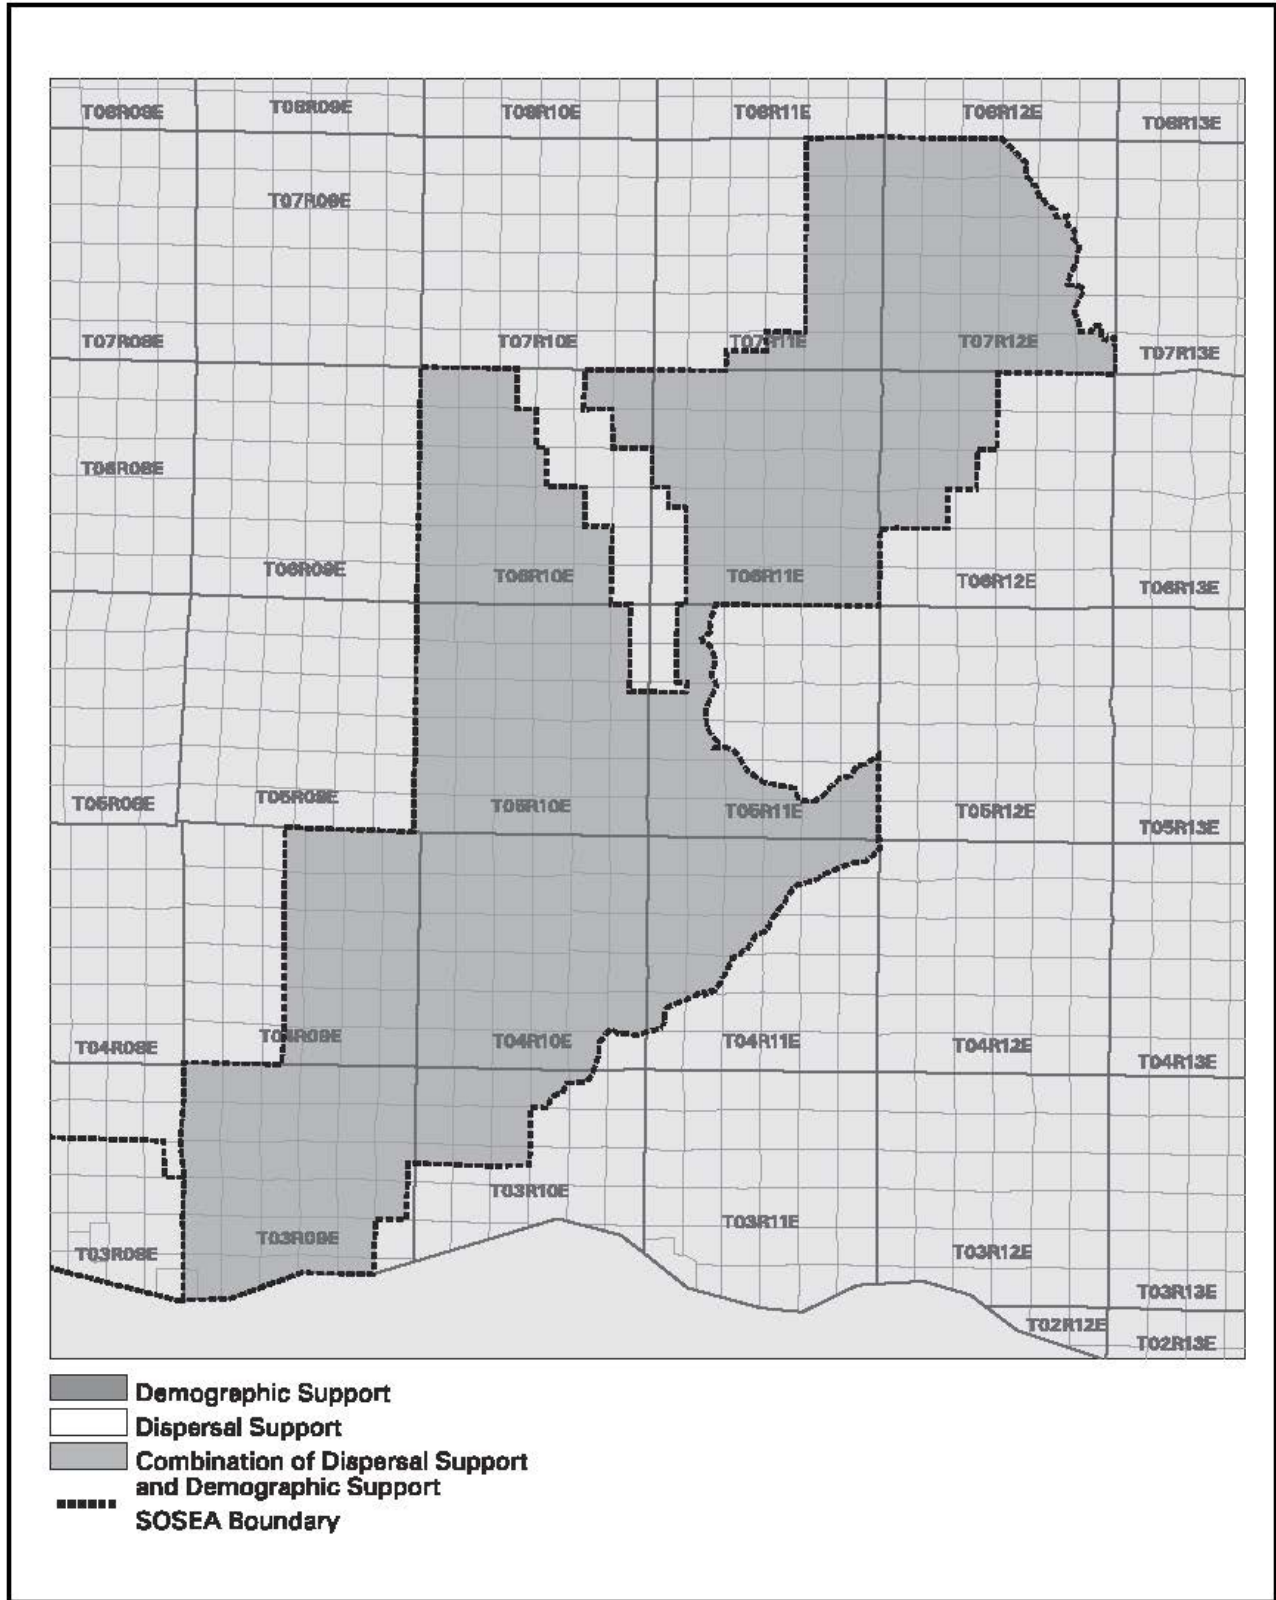 T08R08E T08R09E T08R10E T08R11E T08R12E T08R13E
T07R09E
T07R08E T07R10E T07R11E T07R12E T07R13E
T06R08E
T06R09E T06R10E T06R11E T06R12E T06R13E
T05R08E T05R09E T05R10E T05R11E T05R12E T05R13E
T04R08E T04R09E T04R10E T04R11E T04R12E T04R13E
T03R10E
T03R08E T03R09E T03R11E T03R12E
T03R13E
T02R12E
T02R13E
Demographic Support
Dispersal Support
Combination of Dispersal Support
and Demographic Support
SOSEA Boundary